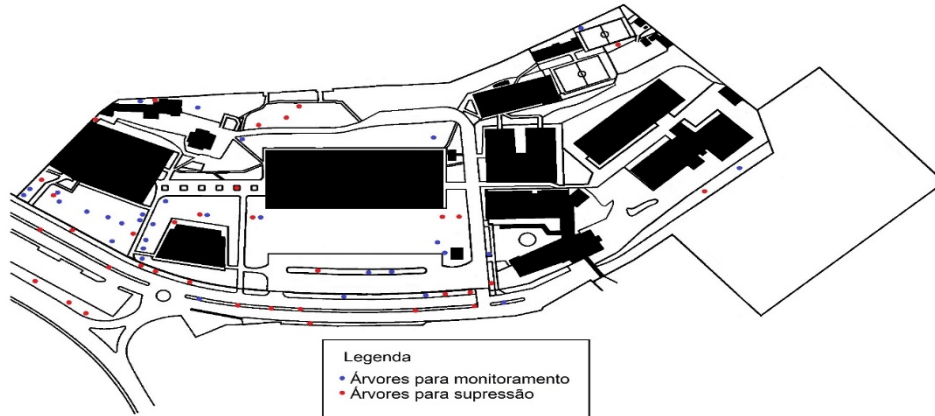 Legenda
Árvores para monitoramento
Árvores para supressão